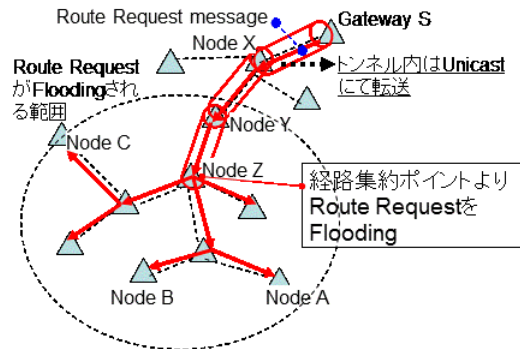 Route Request message
Gateway S
Node X
Route Request
がFloodingされ
る範囲
トンネル内はUnicast
にて転送
Node C
Node Y
Node Z
経路集約ポイントより
Route Requestを
Flooding
Node B
Node A